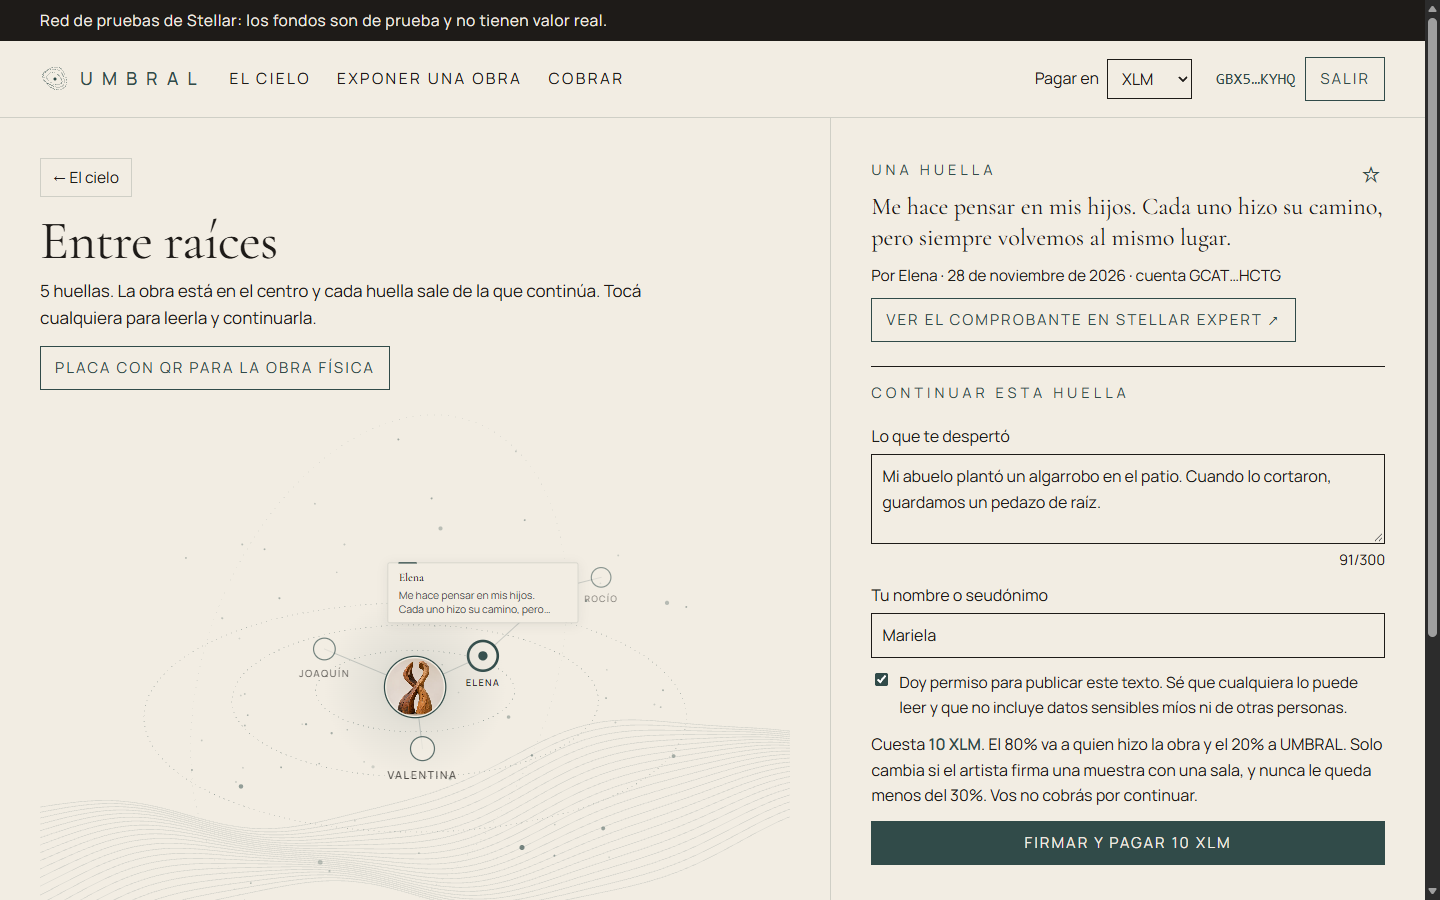 Red de pruebas de Stellar: los fondos son de prueba y no tienen valor real.
UMBRAL
EL CIELO
EXPONER UNA OBRA
COBRAR
Pagar en
XLM
GBX5…KYHQ
SALIR
← El cielo
Entre raíces
5 huellas. La obra está en el centro y cada huella sale de la que continúa. Tocá
cualquiera para leerla y continuarla.
PLACA CON QR PARA LA OBRA FÍSICA
Elena
Me hace pensar en mis hijos.
Cada uno hizo su camino, pero…
ROCÍO
JOAQUÍN
ELENA
VALENTINA
UNA HUELLA
☆
Me hace pensar en mis hijos. Cada uno hizo su camino,
pero siempre volvemos al mismo lugar.
Por Elena · 28 de noviembre de 2026 · cuenta GCAT…HCTG
VER EL COMPROBANTE EN STELLAR EXPERT ↗
CONTINUAR ESTA HUELLA
Lo que te despertó
Mi abuelo plantó un algarrobo en el patio. Cuando lo cortaron,
guardamos un pedazo de raíz.
91/300
Tu nombre o seudónimo
Mariela
Doy permiso para publicar este texto. Sé que cualquiera lo puede
leer y que no incluye datos sensibles míos ni de otras personas.
Cuesta 10 XLM. El 80% va a quien hizo la obra y el 20% a UMBRAL. Solo
cambia si el artista firma una muestra con una sala, y nunca le queda
menos del 30%. Vos no cobrás por continuar.
FIRMAR Y PAGAR 10 XLM